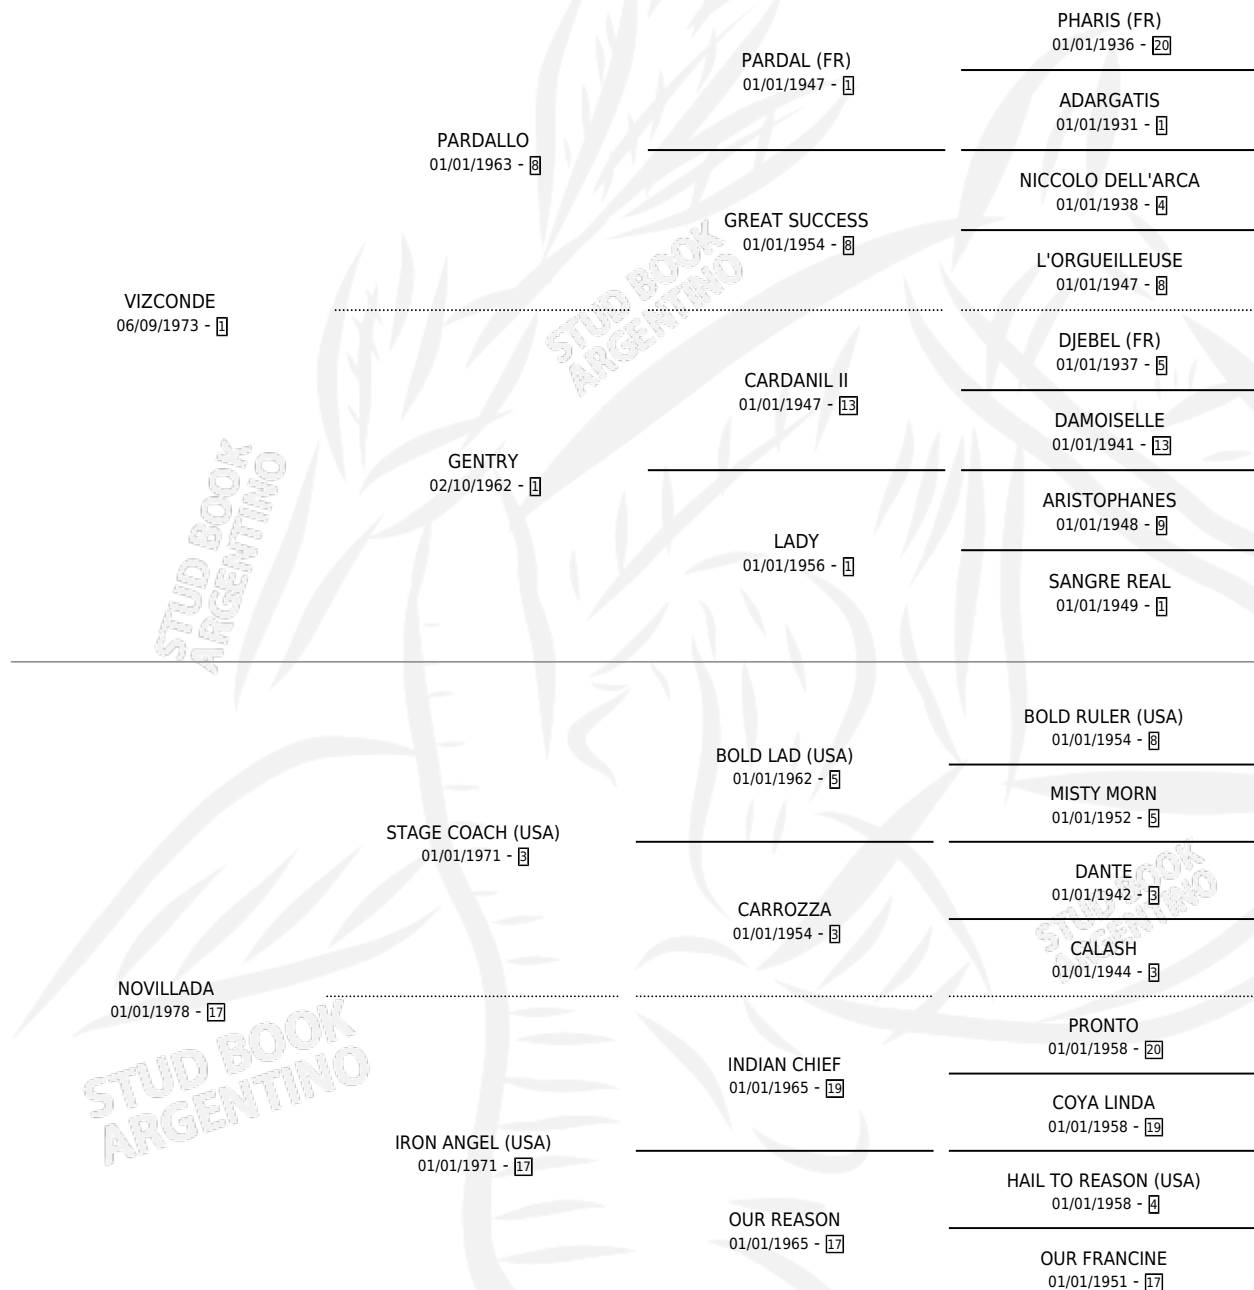 PHARIS (FR)
01/01/1936 - 20
PARDAL (FR)
01/01/1947 - 1
ADARGATIS
01/01/1931 - 1
PARDALLO
01/01/1963 - 8
NICCOLO DELL'ARCA
01/01/1938 - 4
GREAT SUCCESS
01/01/1954 - 8
L'ORGUEILLEUSE
01/01/1947 - 8
VIZCONDE
06/09/1973 - 1
DJEBEL (FR)
01/01/1937 - 5
CARDANIL II
01/01/1947 - 13
DAMOISELLE
01/01/1941 - 13
GENTRY
02/10/1962 - 1
ARISTOPHANES
01/01/1948 - 9
LADY
01/01/1956 - 1
SANGRE REAL
01/01/1949 - 1
BOLD RULER (USA)
01/01/1954 - 8
BOLD LAD (USA)
01/01/1962 - 5
MISTY MORN
01/01/1952 - 5
STAGE COACH (USA)
01/01/1971 - 3
DANTE
01/01/1942 - 3
CARROZZA
01/01/1954 - 3
CALASH
01/01/1944 - 3
NOVILLADA
01/01/1978 - 17
PRONTO
01/01/1958 - 20
INDIAN CHIEF
01/01/1965 - 19
COYA LINDA
01/01/1958 - 19
IRON ANGEL (USA)
01/01/1971 - 17
HAIL TO REASON (USA)
01/01/1958 - 4
OUR REASON
01/01/1965 - 17
OUR FRANCINE
01/01/1951 - 17
STUD BOOK
ARGENTINO
STUD BOOK
ARGENTINO
STUD BOOK
ARGENTINO
STUD BOOK
ARGENTINO